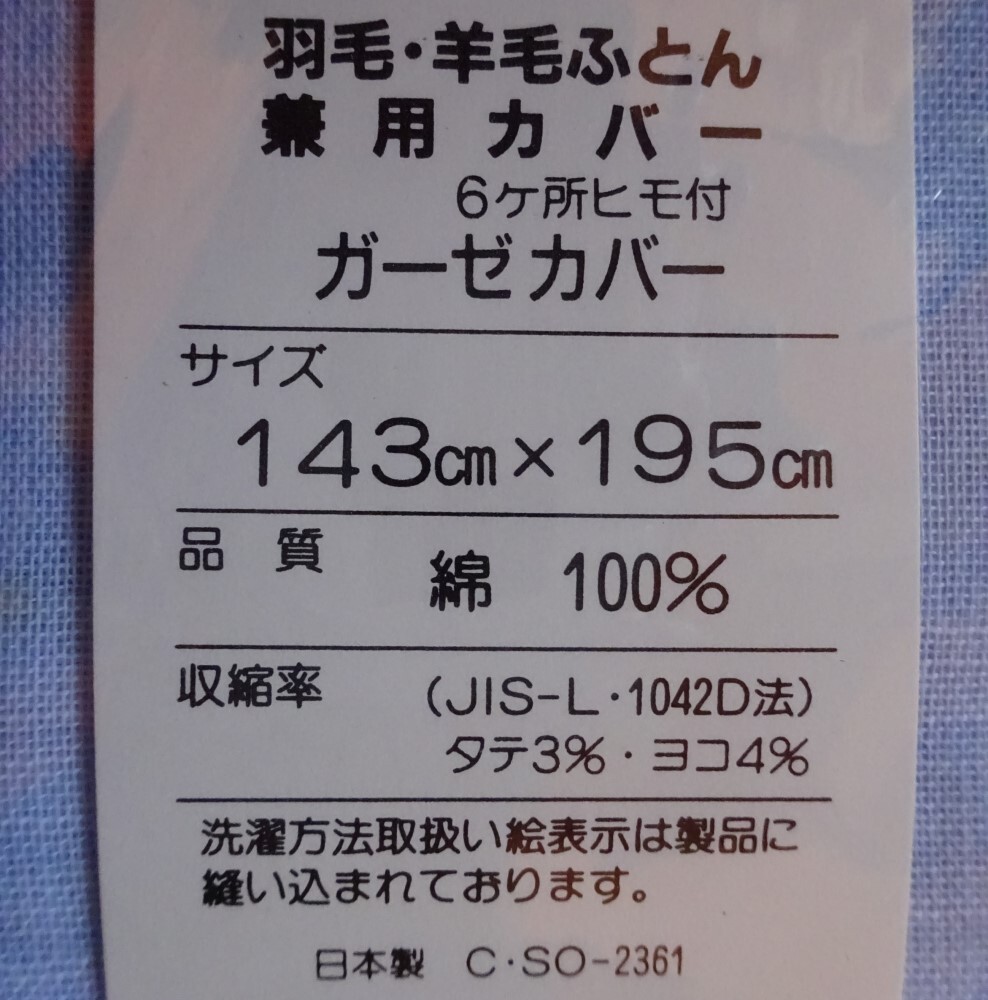 羽毛・羊毛ふとん
兼用カバー
6ケ所ヒモ付
ガーゼカバー
サイズ
143cm×195cm
品 質 綿 100%
収縮率 (JIS-L・1042D法)
タテ3%・ヨコ4%
洗濯方法取扱い絵表示は製品に
縫い込まれております。
日本製 C・SO-2361